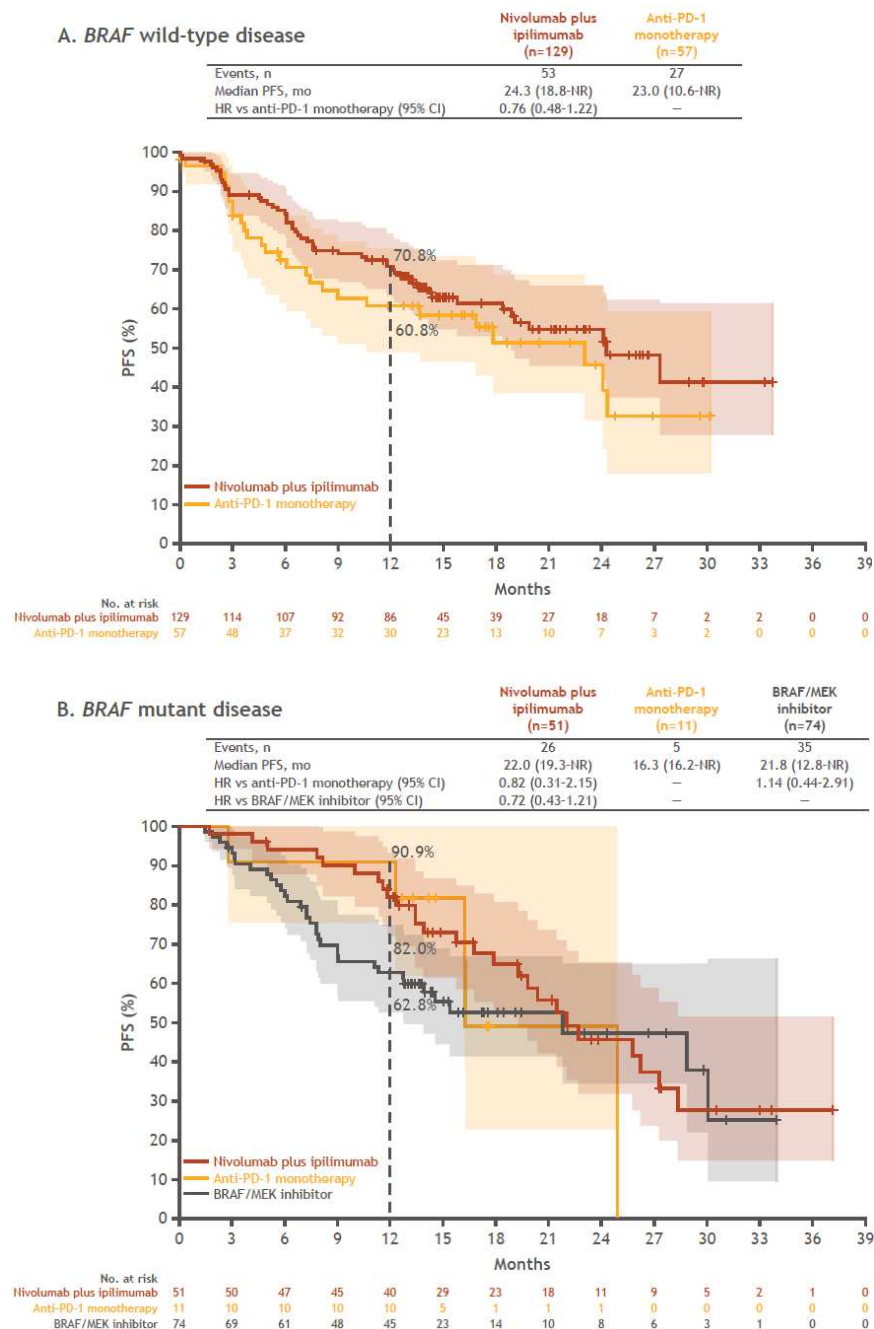 A. BRAF wild-type disease
Nivolumab plus ipilimumab (n=129) Anti-PD-1 monotherapy (n=57)
Events, n 53 27
Median PFS, mo 24.3 (18.8-NR) 23.0 (10.6-NR)
HR vs anti-PD-1 monotherapy (95% CI) 0.76 (0.48-1.22) —
100
90
80
70
60
50
40
30
20
10
0
PFS (%)
70.8%
60.8%
Nivolumab plus ipilimumab
Anti-PD-1 monotherapy
0 3 6 9 12 15 18 21 24 27 30 33 36 39
Months
No. at risk
Nivolumab plus ipilimumab 129 114 107 92 86 45 39 27 18 7 2 2 0 0
Anti-PD-1 monotherapy 57 48 37 32 30 23 13 10 7 3 2 0 0 0
B. BRAF mutant disease
Nivolumab plus ipilimumab (n=51) Anti-PD-1 monotherapy (n=11) BRAF/MEK inhibitor (n=74)
Events, n 26 5 35
Median PFS, mo 22.0 (19.3-NR) 16.3 (16.2-NR) 21.8 (12.8-NR)
HR vs anti-PD-1 monotherapy (95% CI) 0.82 (0.31-2.15) — 1.14 (0.44-2.91)
HR vs BRAF/MEK inhibitor (95% CI) 0.72 (0.43-1.21) — —
100
90
80
70
60
50
40
30
20
10
0
PFS (%)
90.9%
82.0%
62.8%
Nivolumab plus ipilimumab
Anti-PD-1 monotherapy
BRAF/MEK inhibitor
0 3 6 9 12 15 18 21 24 27 30 33 36 39
Months
No. at risk
Nivolumab plus ipilimumab 51 50 47 45 40 29 23 18 11 9 5 2 1 0
Anti-PD-1 monotherapy 11 10 10 10 10 5 1 1 1 0 0 0 0 0
BRAF/MEK inhibitor 74 69 61 48 45 23 14 10 8 6 3 1 0 0